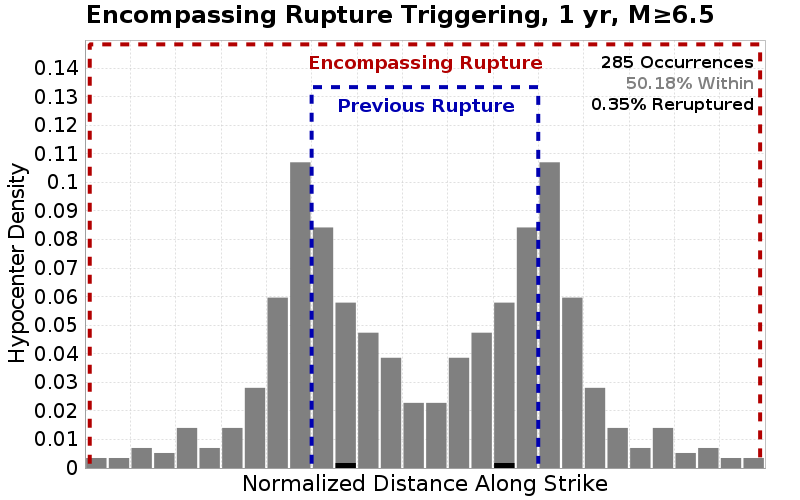 Encompassing Rupture Triggering, 1 yr, M≥6.5
Encompassing Rupture
285 Occurrences
50.18% Within
0.35% Reruptured
Previous Rupture
Hypocenter Density
0.14
0.13
0.12
0.11
0.1
0.09
0.08
0.07
0.06
0.05
0.04
0.03
0.02
0.01
0
Normalized Distance Along Strike